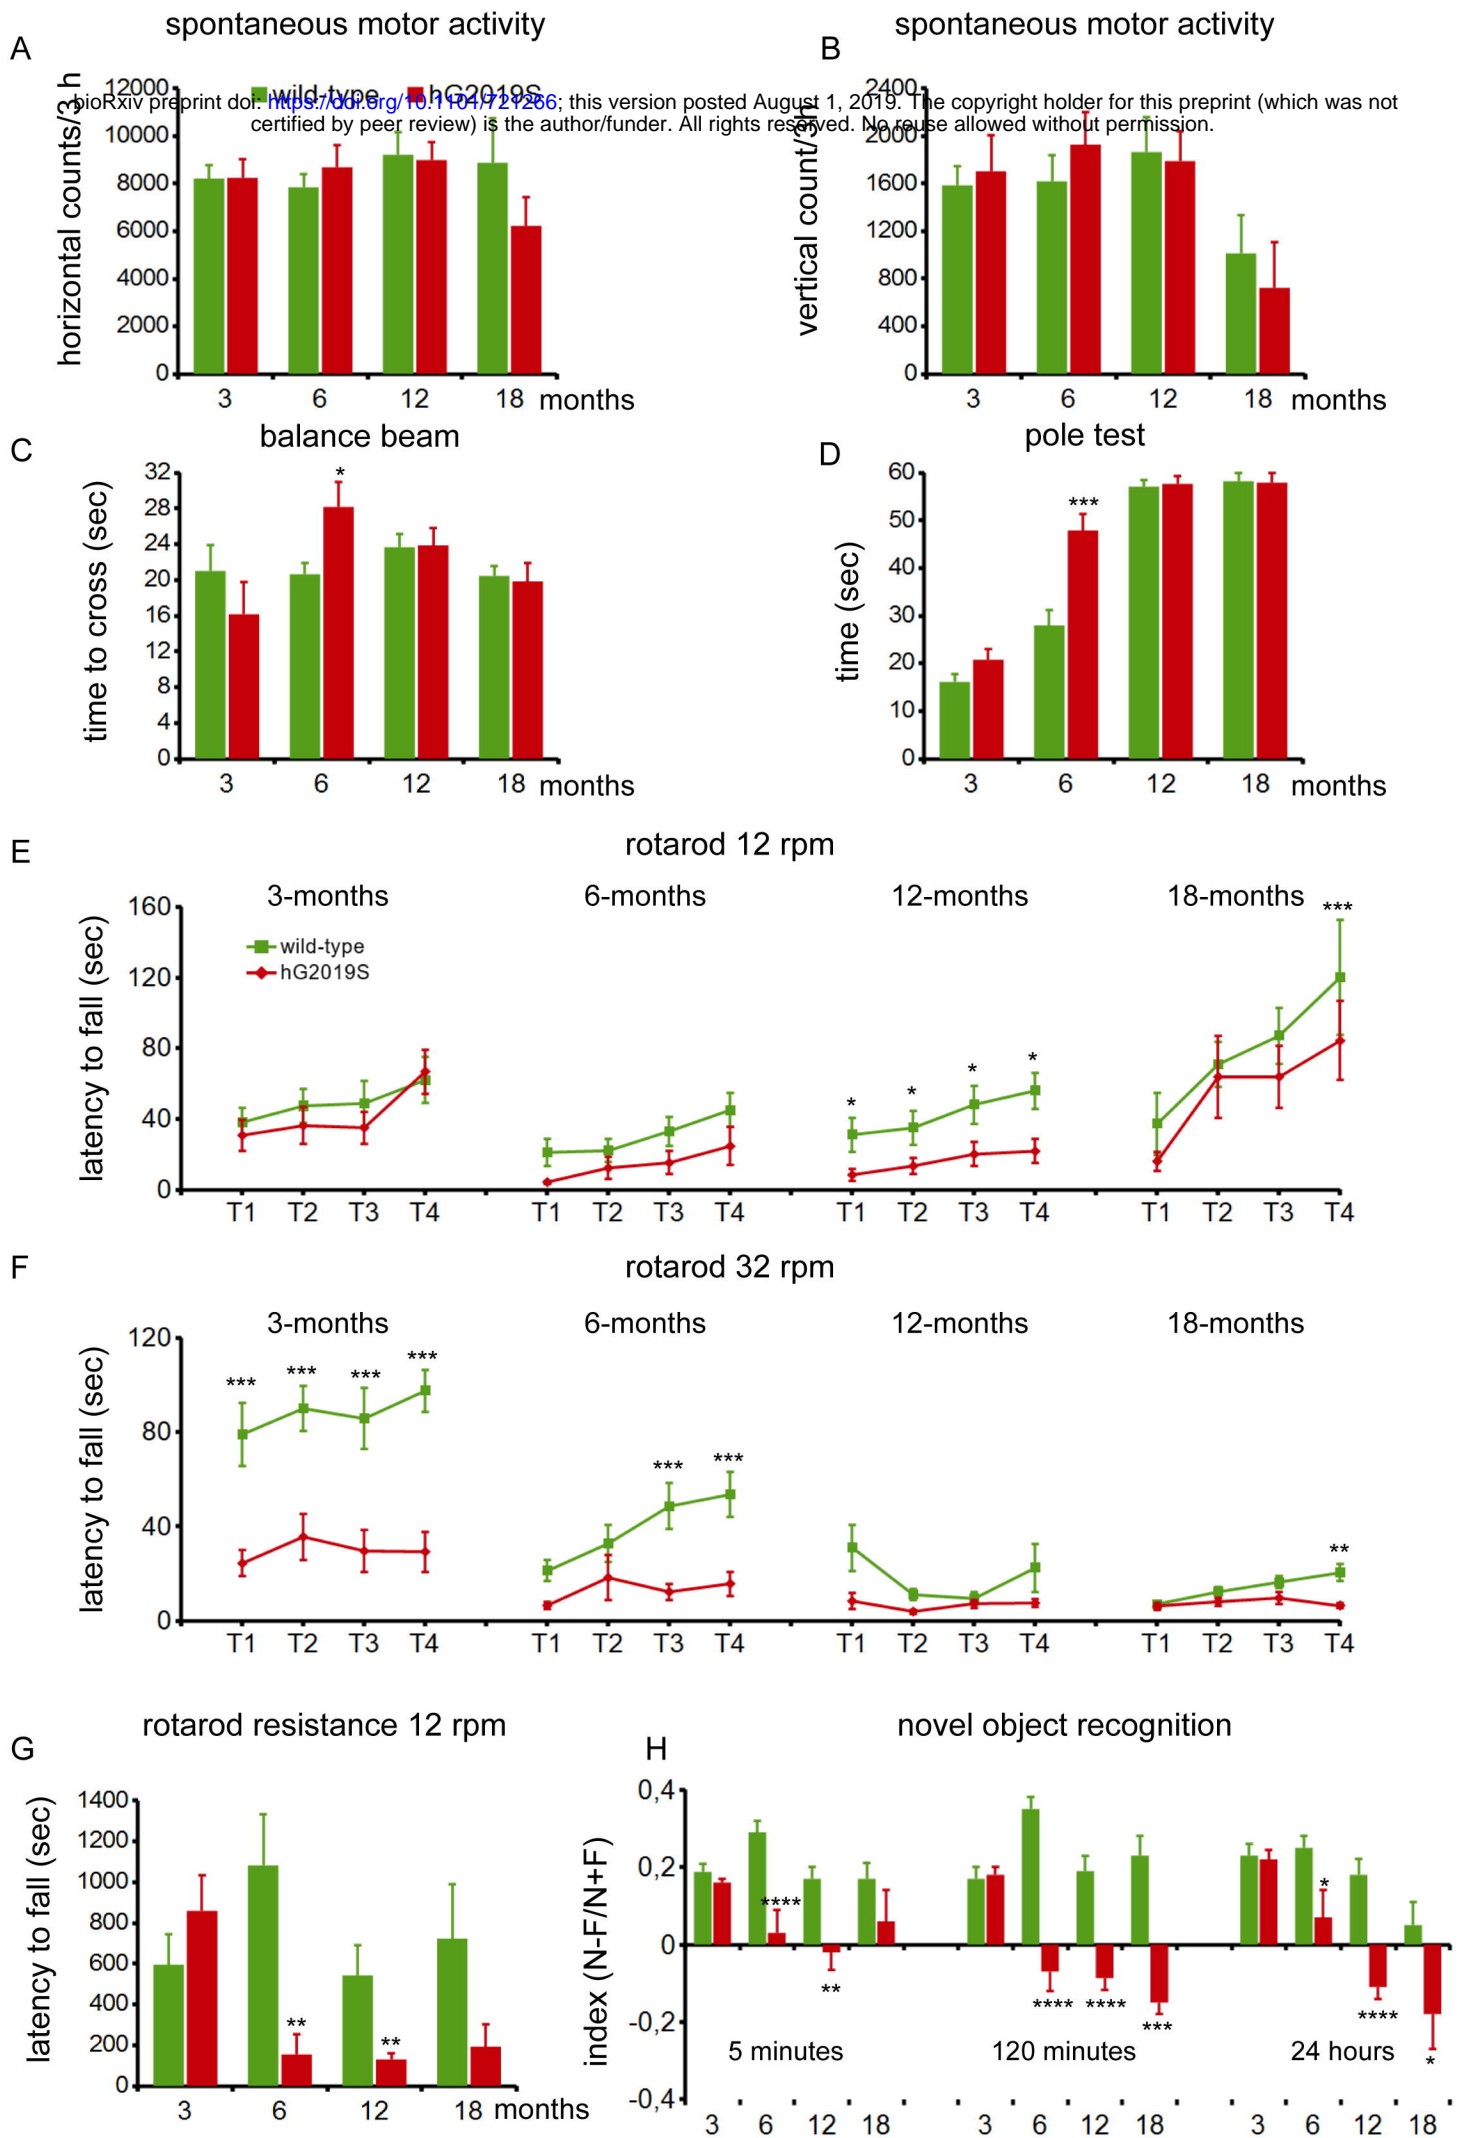 spontaneous motor activity
spontaneous motor activity
A
B
horizontal counts/3 h
wild-type hG2019S
bioRxiv preprint doi: https://doi.org/10.1101/721266; this version posted August 1, 2019. The copyright holder for this preprint (which was not
certified by peer review) is the author/funder. All rights reserved. No reuse allowed without permission.
12000
10000
8000
6000
4000
2000
0
3 6 12 18 months
vertical count/3h
2400
2000
1600
1200
800
400
0
3 6 12 18 months
C
balance beam
time to cross (sec)
32
28
24
20
16
12
8
4
0
*
3 6 12 18 months
D
pole test
time (sec)
60
50
40
30
20
10
0
***
3 6 12 18 months
E
rotarod 12 rpm
3-months 6-months 12-months 18-months
latency to fall (sec)
160
120
80
40
0
wild-type
hG2019S
* * * * ***
T1 T2 T3 T4 T1 T2 T3 T4 T1 T2 T3 T4 T1 T2 T3 T4
F
rotarod 32 rpm
3-months 6-months 12-months 18-months
latency to fall (sec)
120
80
40
0
*** *** *** *** *** *** **
T1 T2 T3 T4 T1 T2 T3 T4 T1 T2 T3 T4 T1 T2 T3 T4
G
rotarod resistance 12 rpm
latency to fall (sec)
1400
1200
1000
800
600
400
200
0
** **
3 6 12 18 months
H
novel object recognition
index (N-F/N+F)
0,4
0,2
0
-0,2
-0,4
**** ** **** **** *** * **** *
5 minutes 120 minutes 24 hours
3 6 12 18 3 6 12 18 3 6 12 18